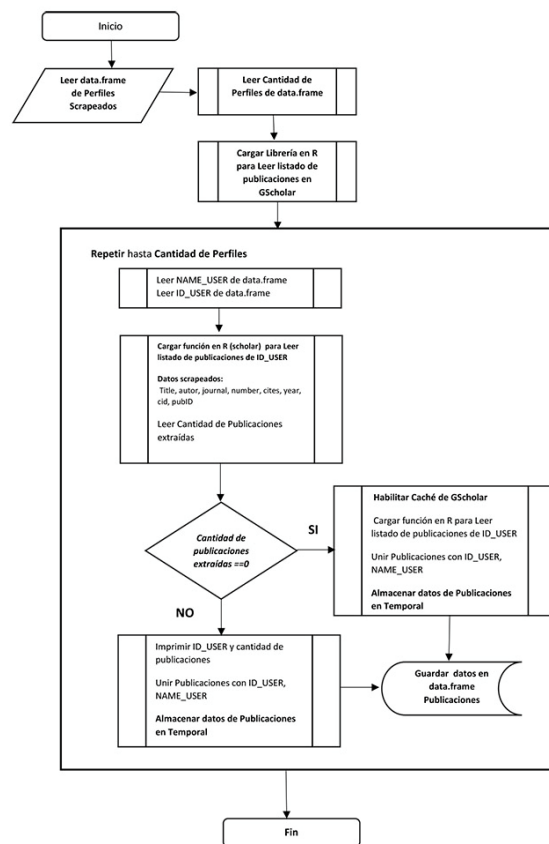 Inicio
Leer data.frame
de Perfiles
Scrapeados
Leer Cantidad de
Perfiles de data.frame
Cargar Librería en R
para Leer listado de
publicaciones en
GScholar
Repetir hasta Cantidad de Perfiles
Leer NAME_USER de data.frame
Leer ID_USER de data.frame
Cargar función en R (scholar) para Leer
listado de publicaciones de ID_USER
Datos scrapeados:
Title, autor, journal, number, cites, year,
cid, pubID
Leer Cantidad de Publicaciones
extraídas
Cantidad de
publicaciones
extraídas ==0
SI
Habilitar Caché de GScholar
Cargar función en R para Leer
listado de publicaciones de ID_USER
Unir Publicaciones con ID_USER,
NAME_USER
Almacenar datos de Publicaciones
en Temporal
NO
Imprimir ID_USER y cantidad de
publicaciones
Unir Publicaciones con ID_USER,
NAME_USER
Almacenar datos de Publicaciones
en Temporal
Guardar datos en
data.frame
Publicaciones
Fin